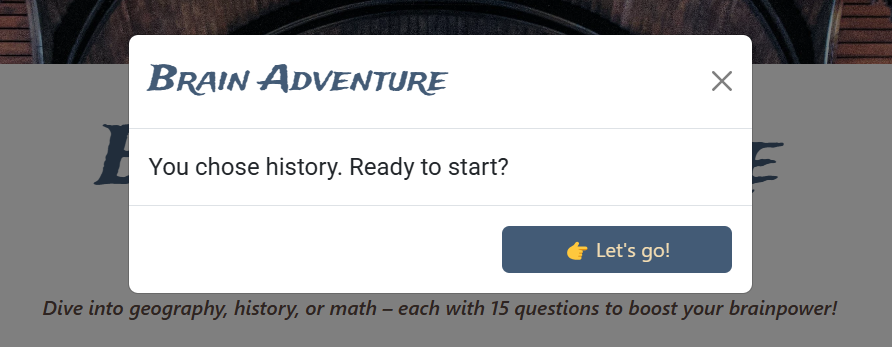 Brain Adventure
You chose history. Ready to start?
👉 Let's go!
Dive into geography, history, or math – each with 15 questions to boost your brainpower!